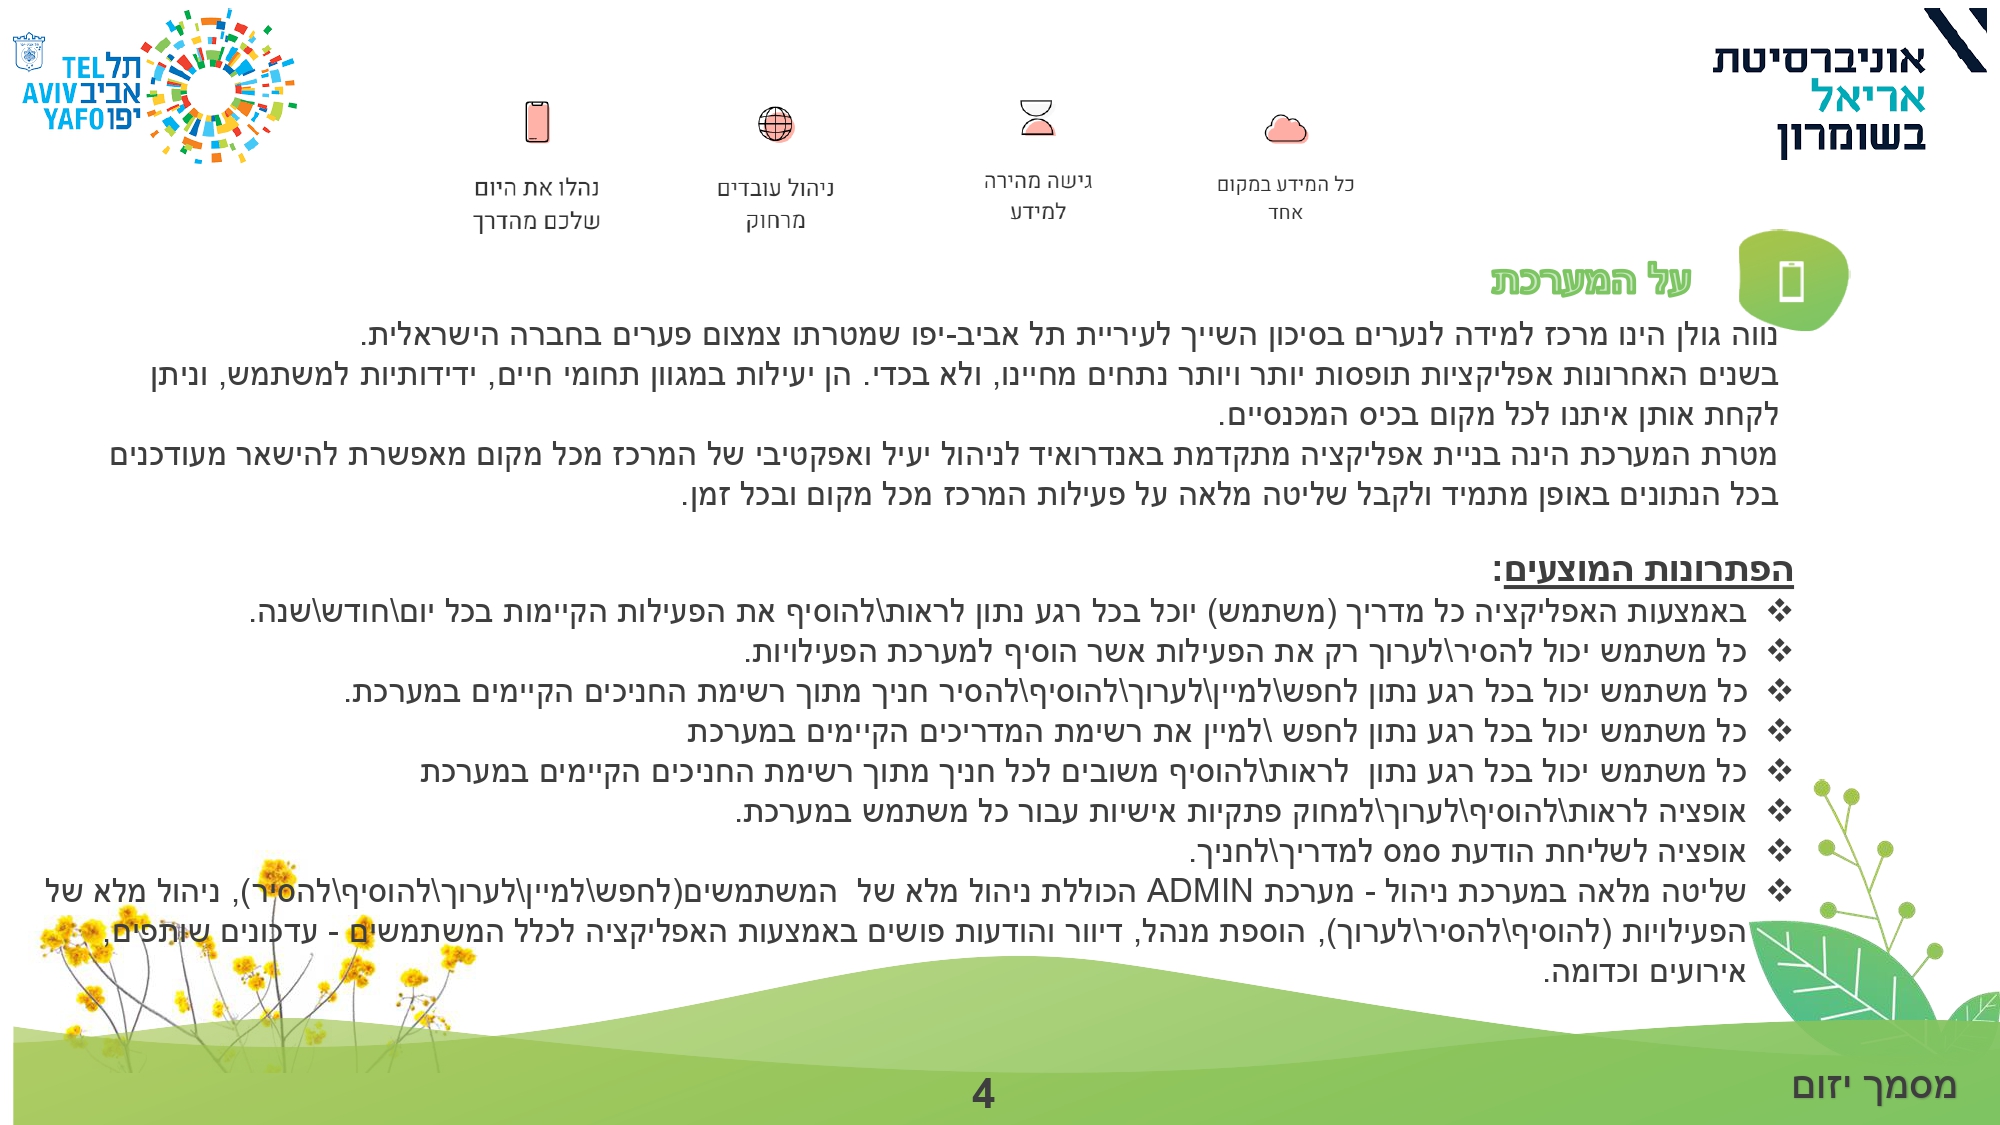 תל TEL
אביב AVIV
יפו YAFO
אוניברסיטת
אריאל
בשומרון
כל המידע במקום
אחד
גישה מהירה
למידע
ניהול עובדים
מרחוק
נהלו את היום
שלכם מהדרך
על המערכת
נווה גולן הינו מרכז למידה לנערים בסיכון השייך לעיריית תל אביב-יפו שמטרתו צמצום פערים בחברה הישראלית.
בשנים האחרונות אפליקציות תופסות יותר ויותר נתחים מחיינו, ולא בכדי. הן יעילות במגוון תחומי חיים, ידידותיות למשתמש, וניתן
לקחת אותן איתנו לכל מקום בכיס המכנסיים.
מטרת המערכת הינה בניית אפליקציה מתקדמת באנדרואיד לניהול יעיל ואפקטיבי של המרכז מכל מקום מאפשרת להישאר מעודכנים
בכל הנתונים באופן מתמיד ולקבל שליטה מלאה על פעילות המרכז מכל מקום ובכל זמן.
הפתרונות המוצעים:
❖ באמצעות האפליקציה כל מדריך (משתמש) יוכל בכל רגע נתון לראות\להוסיף את הפעילות הקיימות בכל יום\חודש\שנה.
❖ כל משתמש יכול להסיר\לערוך רק את הפעילות אשר הוסיף למערכת הפעילויות.
❖ כל משתמש יכול בכל רגע נתון לחפש\למיין\לערוך\להוסיף\להסיר חניך מתוך רשימת החניכים הקיימים במערכת.
❖ כל משתמש יכול בכל רגע נתון לחפש \למיין את רשימת המדריכים הקיימים במערכת
❖ כל משתמש יכול בכל רגע נתון  לראות\להוסיף משובים לכל חניך מתוך רשימת החניכים הקיימים במערכת
❖ אופציה לראות\להוסיף\לערוך\למחוק פתקיות אישיות עבור כל משתמש במערכת.
❖ אופציה לשליחת הודעת סמס למדריך\לחניך.
❖ שליטה מלאה במערכת ניהול - מערכת ADMIN הכוללת ניהול מלא של  המשתמשים(לחפש\למיין\לערוך\להוסיף\להסיר), ניהול מלא של
הפעילויות (להוסיף\להסיר\לערוך), הוספת מנהל, דיוור והודעות פושים באמצעות האפליקציה לכלל המשתמשים - עדכונים שותפים,
אירועים וכדומה.
4
מסמך יזום